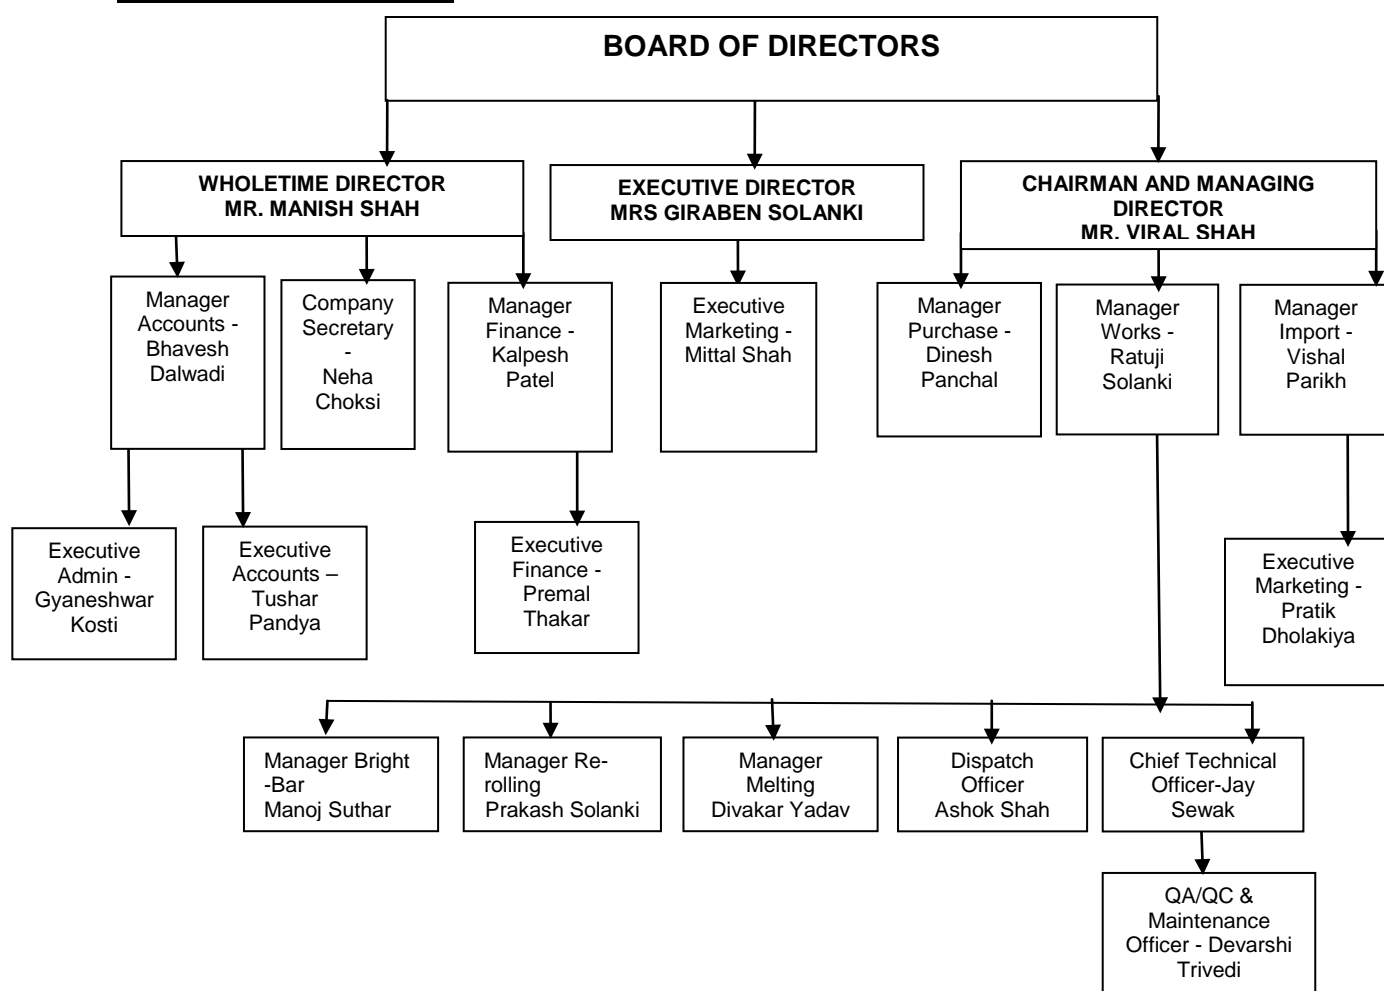 BOARD OF DIRECTORS
WHOLETIME DIRECTOR
MR. MANISH SHAH
EXECUTIVE DIRECTOR
MRS GIRABEN SOLANKI
CHAIRMAN AND MANAGING
DIRECTOR
MR. VIRAL SHAH
Manager
Accounts -
Bhavesh
Dalwadi
Company
Secretary
-
Neha
Choksi
Manager
Finance -
Kalpesh
Patel
Executive
Marketing -
Mittal Shah
Manager
Purchase -
Dinesh
Panchal
Manager
Works -
Ratuji
Solanki
Manager
Import -
Vishal
Parikh
Executive
Admin -
Gyaneshwar
Kosti
Executive
Accounts –
Tushar
Pandya
Executive
Finance -
Premal
Thakar
Executive
Marketing -
Pratik
Dholakiya
Manager Bright
-Bar
Manoj Suthar
Manager Re-
rolling
Prakash Solanki
Manager
Melting
Divakar Yadav
Dispatch
Officer
Ashok Shah
Chief Technical
Officer-Jay
Sewak
QA/QC &
Maintenance
Officer - Devarshi
Trivedi